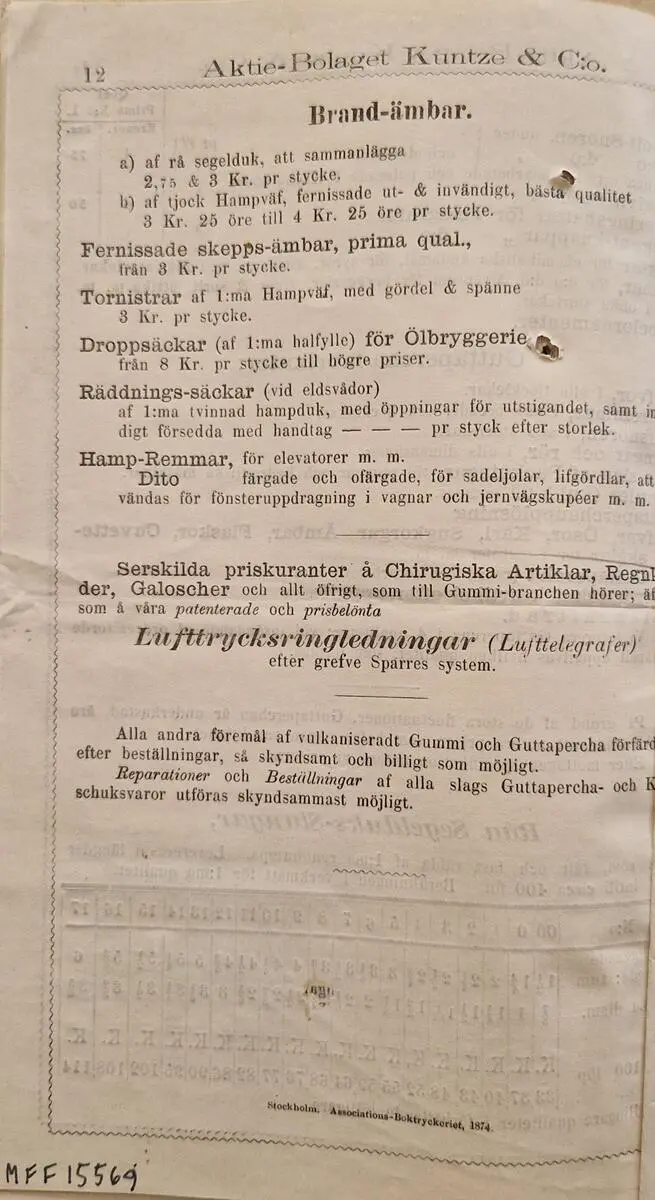 12
Aktie-Bolaget Kuntze & C:o.
Brand-ämbar.
a) af rå segelduk, att sammanlägga
2,75 & 3 Kr. pr stycke.
b) af tjock Hampväf, fernissade ut- & invändigt, bästa qualitet
3 Kr. 25 öre till 4 Kr. 25 öre pr stycke.
Fernissade skepps-ämbar, prima qual.,
från 3 Kr. pr stycke.
Tornistrar af 1:ma Hampväf, med gördel & spänne
3 Kr. pr stycke.
Droppsäckar (af 1:ma halfylle) för Ölbryggerie
från 8 Kr. pr stycke till högre priser.
Räddnings-säckar (vid eldsvådor)
af 1:ma tvinnad hampduk, med öppningar för utstigandet, samt in
digt försedda med handtag — — — pr styck efter storlek.
Hamp-Remmar, för elevatorer m. m.
Dito färgade och ofärgade, för sadeljolar, lifgördlar, att
vändas för fönsteruppdragning i vagnar och jernvägskupéer m. m.
Serskilda priskuranter å Chirugiska Artiklar, Regnk
der, Galoscher och allt öfrigt, som till Gummi-branchen hörer; äf
som å våra patenterade och prisbelönta
Lufttrycksringledningar (Lufttelegrafer)
efter grefve Sparres system.
Alla andra föremål af vulkaniseradt Gummi och Guttapercha förfärd
efter beställningar, så skyndsamt och billigt som möjligt.
Reparationer och Beställningar af alla slags Guttapercha- och K
schuksvaror utföras skyndsammast möjligt.
Stockholm, Associations-Boktryckeriet, 1874.
MFF 15569